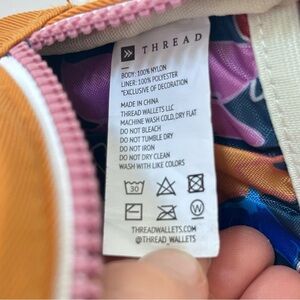 THREAD
BODY: 100% NYLON
LINER: 100% POLYESTER
*EXCLUSIVE OF DECORATION
MADE IN CHINA
THREAD WALLETS LLC
MACHINE WASH COLD, DRY FLAT
DO NOT BLEACH
DO NOT TUMBLE DRY
DO NOT IRON
DO NOT DRY CLEAN
WASH WITH LIKE COLORS
30
W
THREADWALLETS.COM
@THREAD_WALLETS